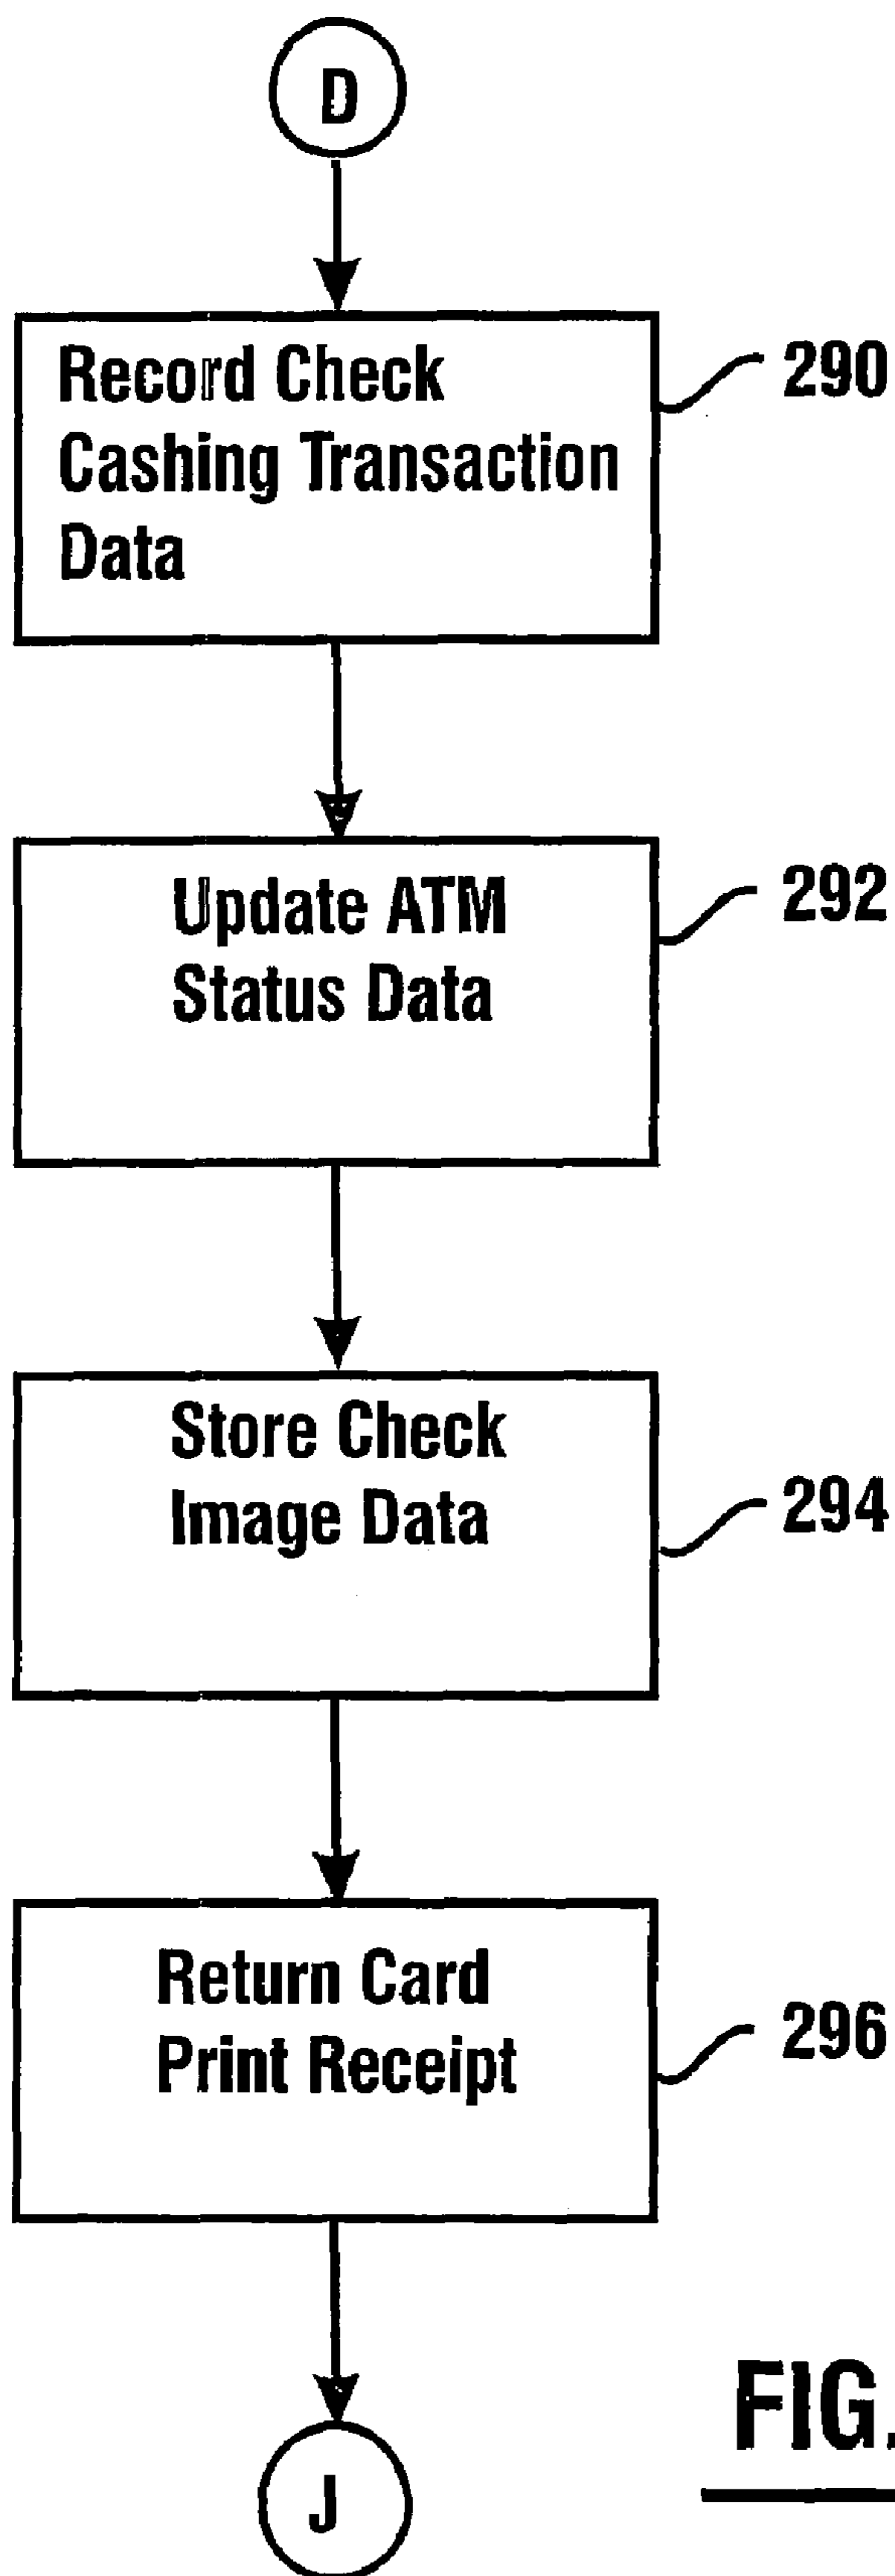 D
Record Check
Cashing Transaction
Data
290
Update ATM
Status Data
292
Store Check
Image Data
294
Return Card
Print Receipt
296
FIG.
J